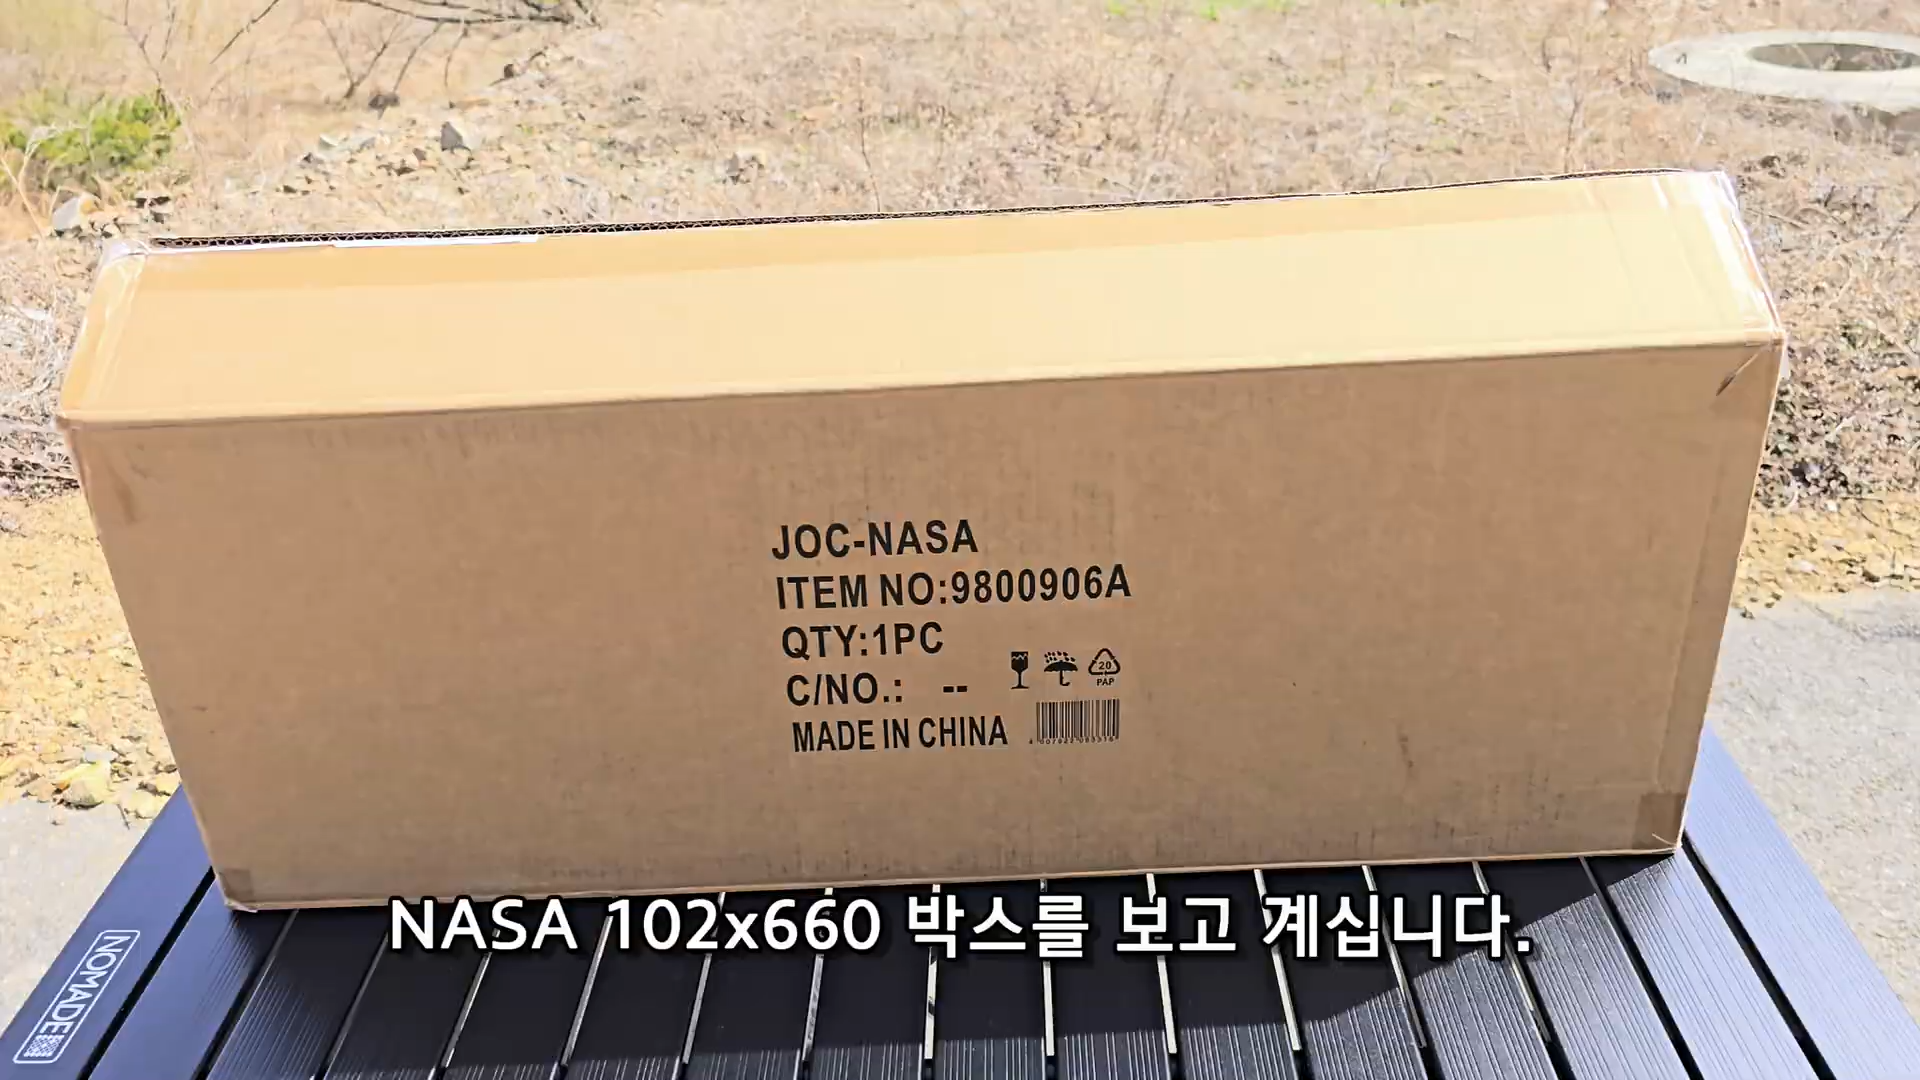 JOC-NASA
ITEM NO:9800906A
QTY:1PC
C/NO.: --
20
PAP
MADE IN CHINA
NASA 102x660 박스를 보고 계십니다.
NOMADE